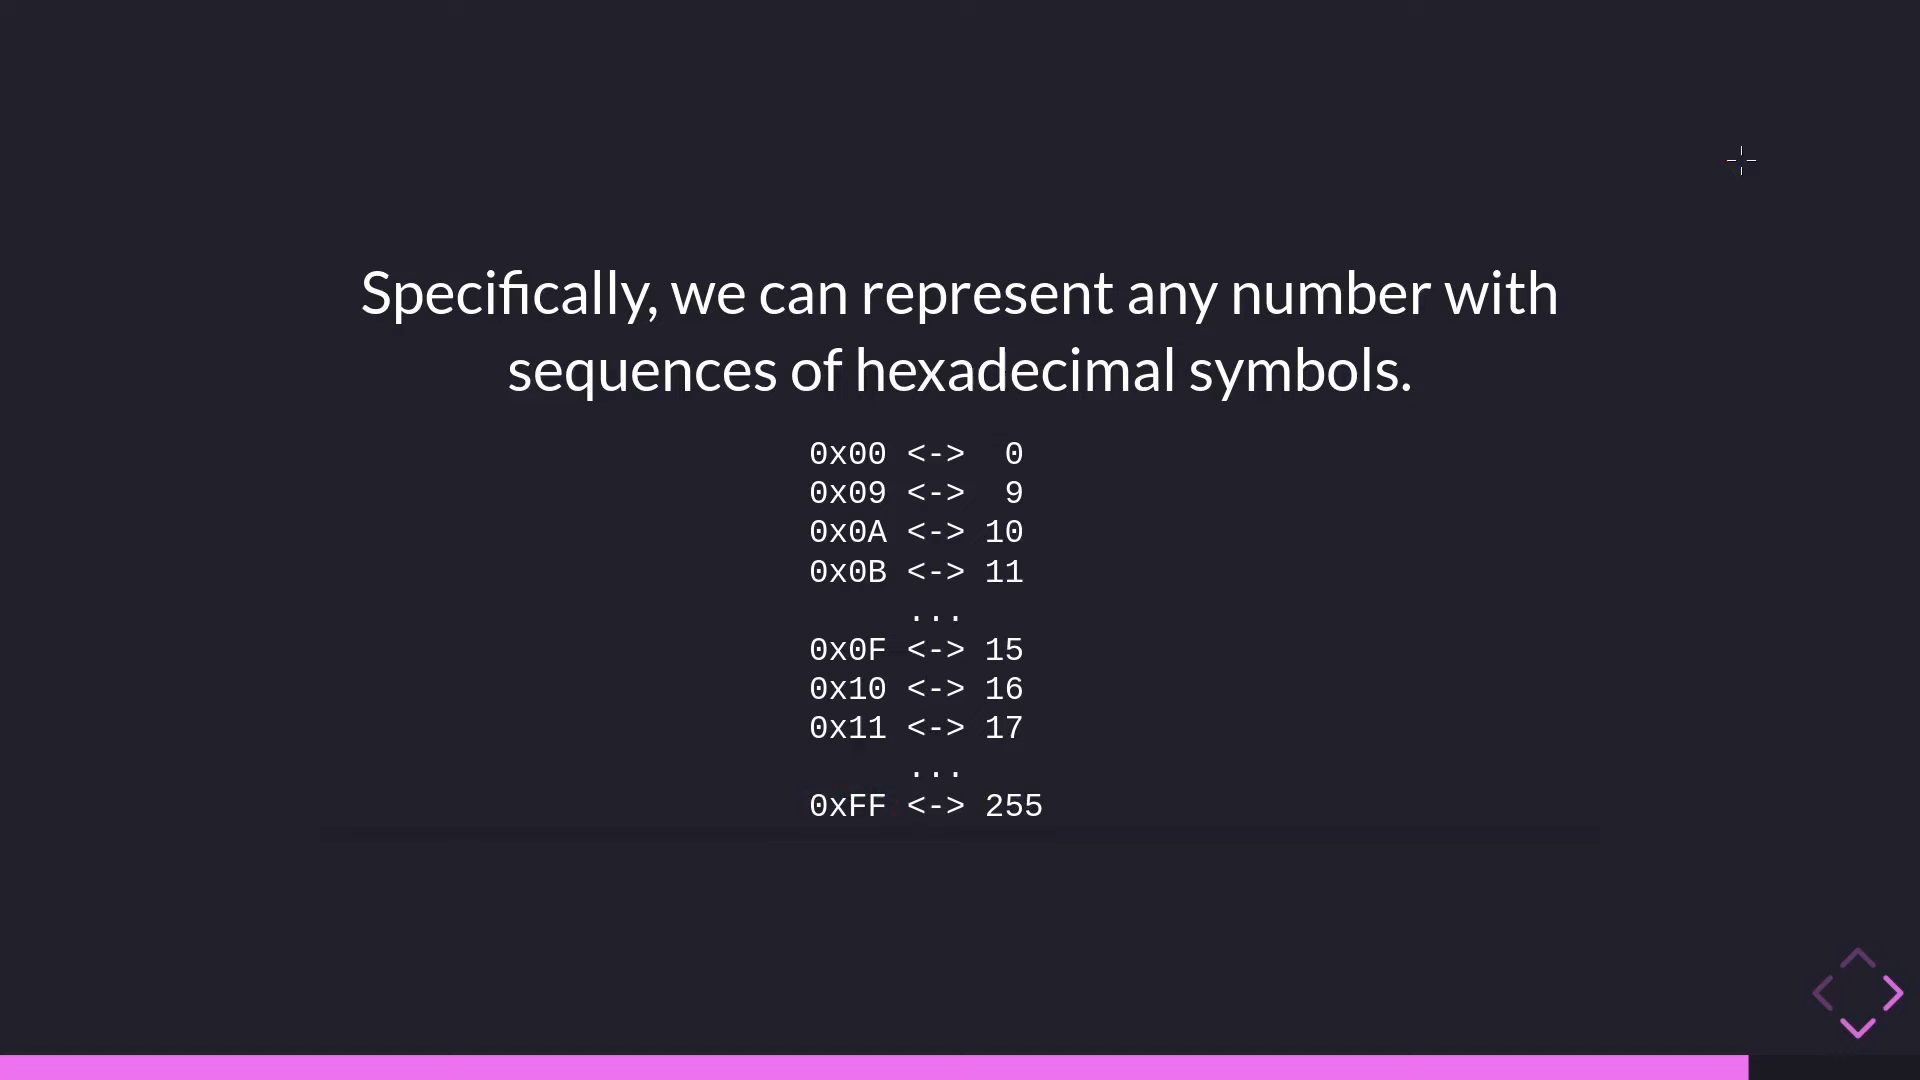 Specifically, we can represent any number with
sequences of hexadecimal symbols.
0x00 <->  0
0x09 <->  9
0x0A <-> 10
0x0B <-> 11
...
0x0F <-> 15
0x10 <-> 16
0x11 <-> 17
...
0xFF <-> 255